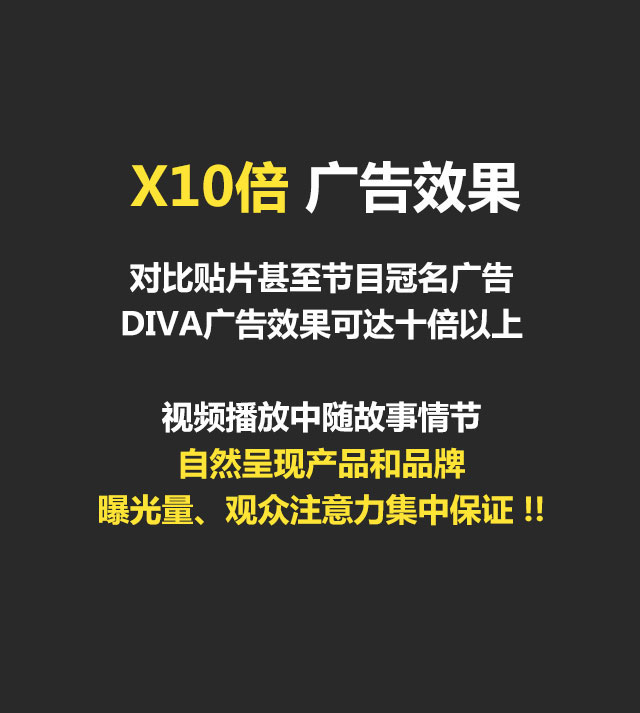 X10倍 广告效果
对比贴片甚至节目冠名广告
DIVA广告效果可达十倍以上
视频播放中随故事情节
自然呈现产品和品牌
曝光量、观众注意力集中保证 !!